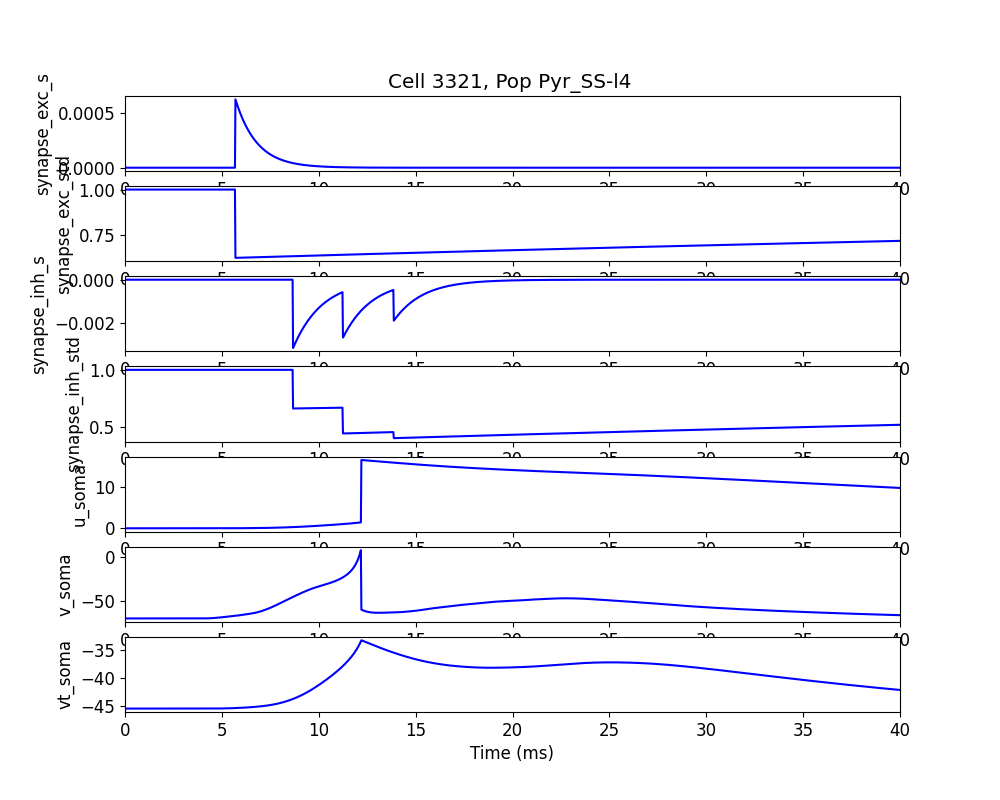 Cell 3321, Pop Pyr_SS-l4
synapse_exc_s
0.0005
0.0000
synapse_exc_std
1.00
0.75
synapse_inh_s
0.000
−0.002
synapse_inh_std
1.0
0.5
u_soma
10
0
v_soma
0
−50
vt_soma
−35
−40
−45
0 5 10 15 20 25 30 35 40
Time (ms)